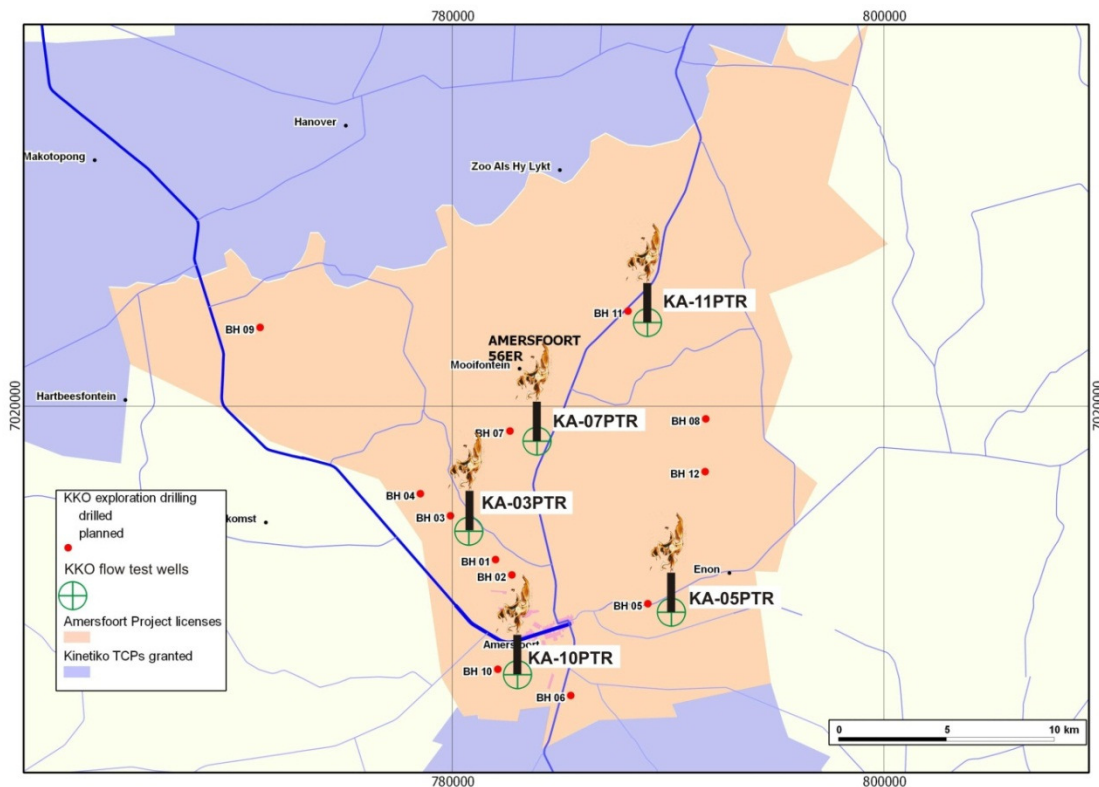 780000
800000
Hanover
Makotopong
Zoo Als Hy Lykt
KA-11PTR
BH 11
BH 09
AMERSFOORT
56ER
Mooifontein
Hartbeesfontein
7020000
7020000
KA-07PTR
BH 08
BH 07
BH 12
BH 04
KA-03PTR
BH 03
KKO exploration drilling
drilled
planned
KKO flow test wells
Amersfoort Project licenses
Kinetiko TCPs granted
komst
BH 01
BH 02
Enon
KA-05PTR
BH 05
Amersfoort
KA-10PTR
BH 10
BH 06
0 5 10 km
780000
800000